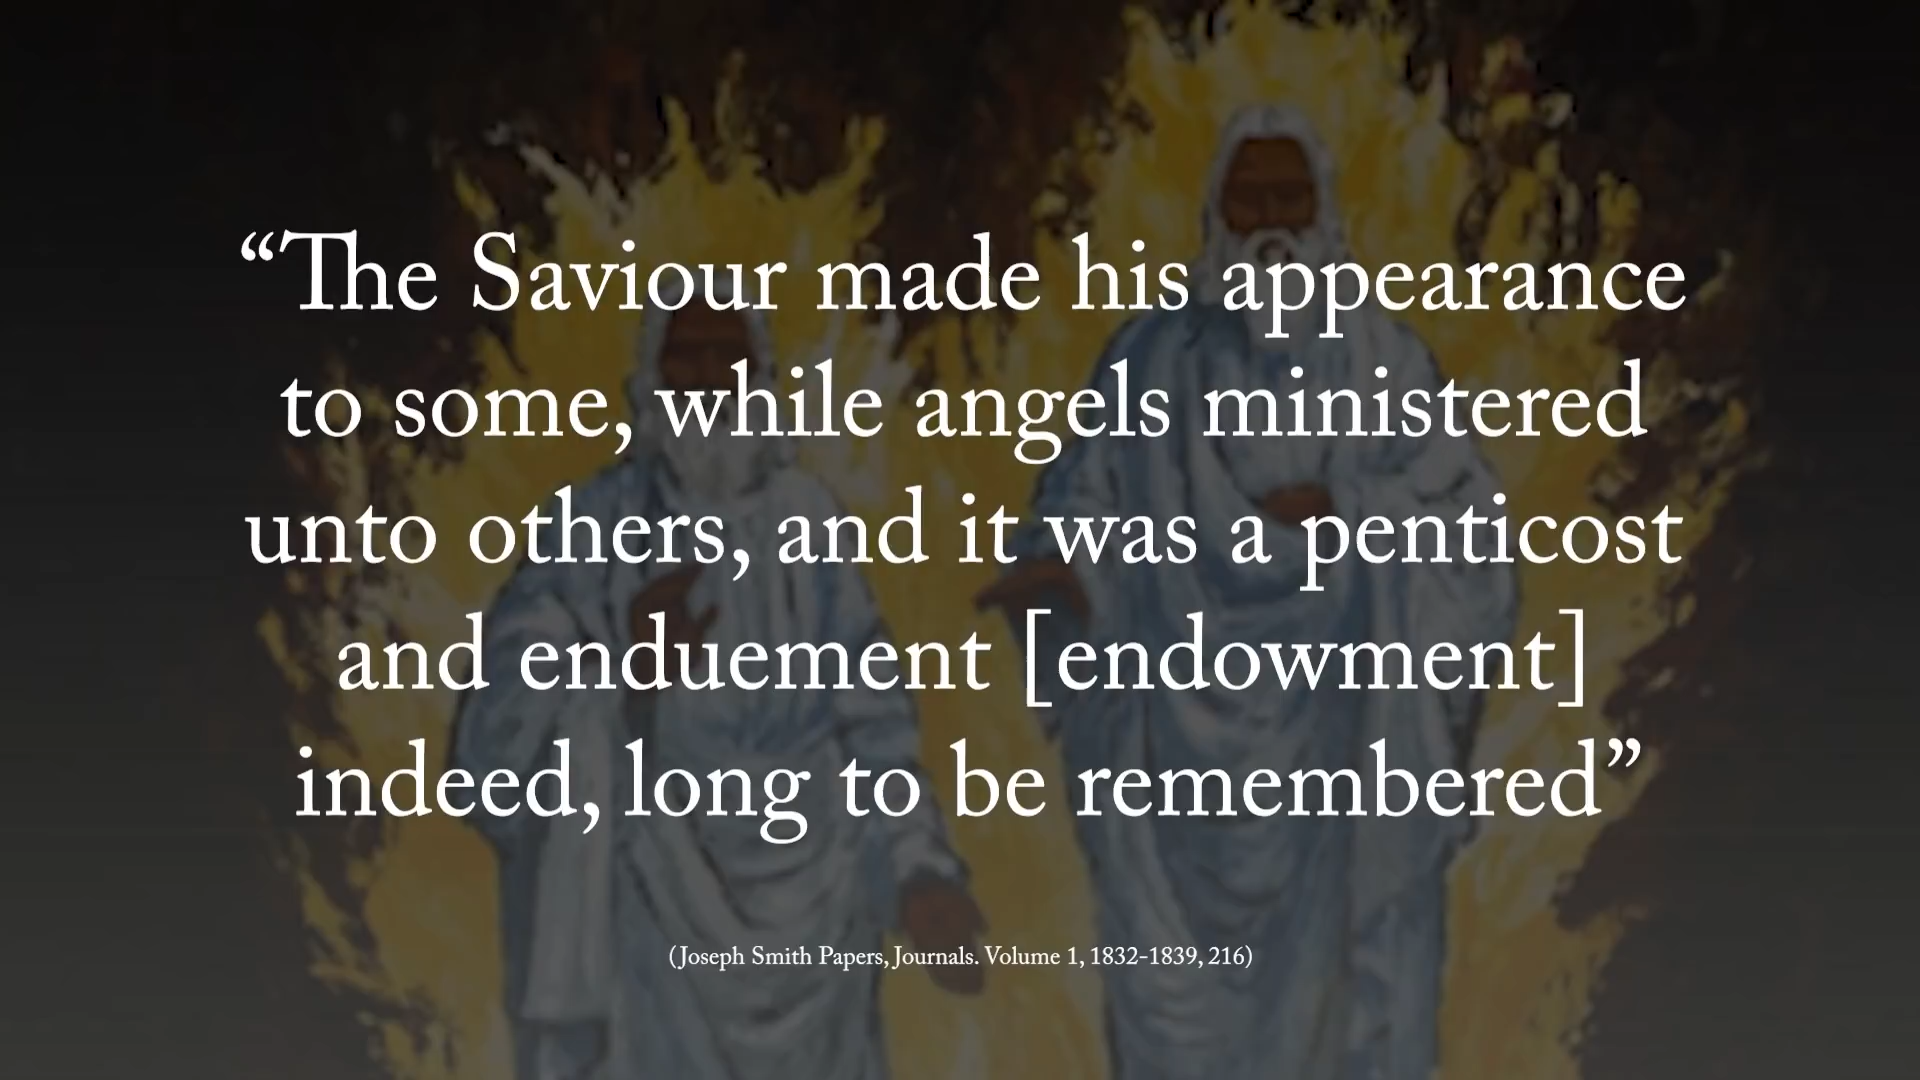 “The Saviour made his appearance
to some, while angels ministered
unto others, and it was a penticost
and enduement [endowment]
indeed, long to be remembered”
(Joseph Smith Papers, Journals. Volume 1, 1832-1839, 216)